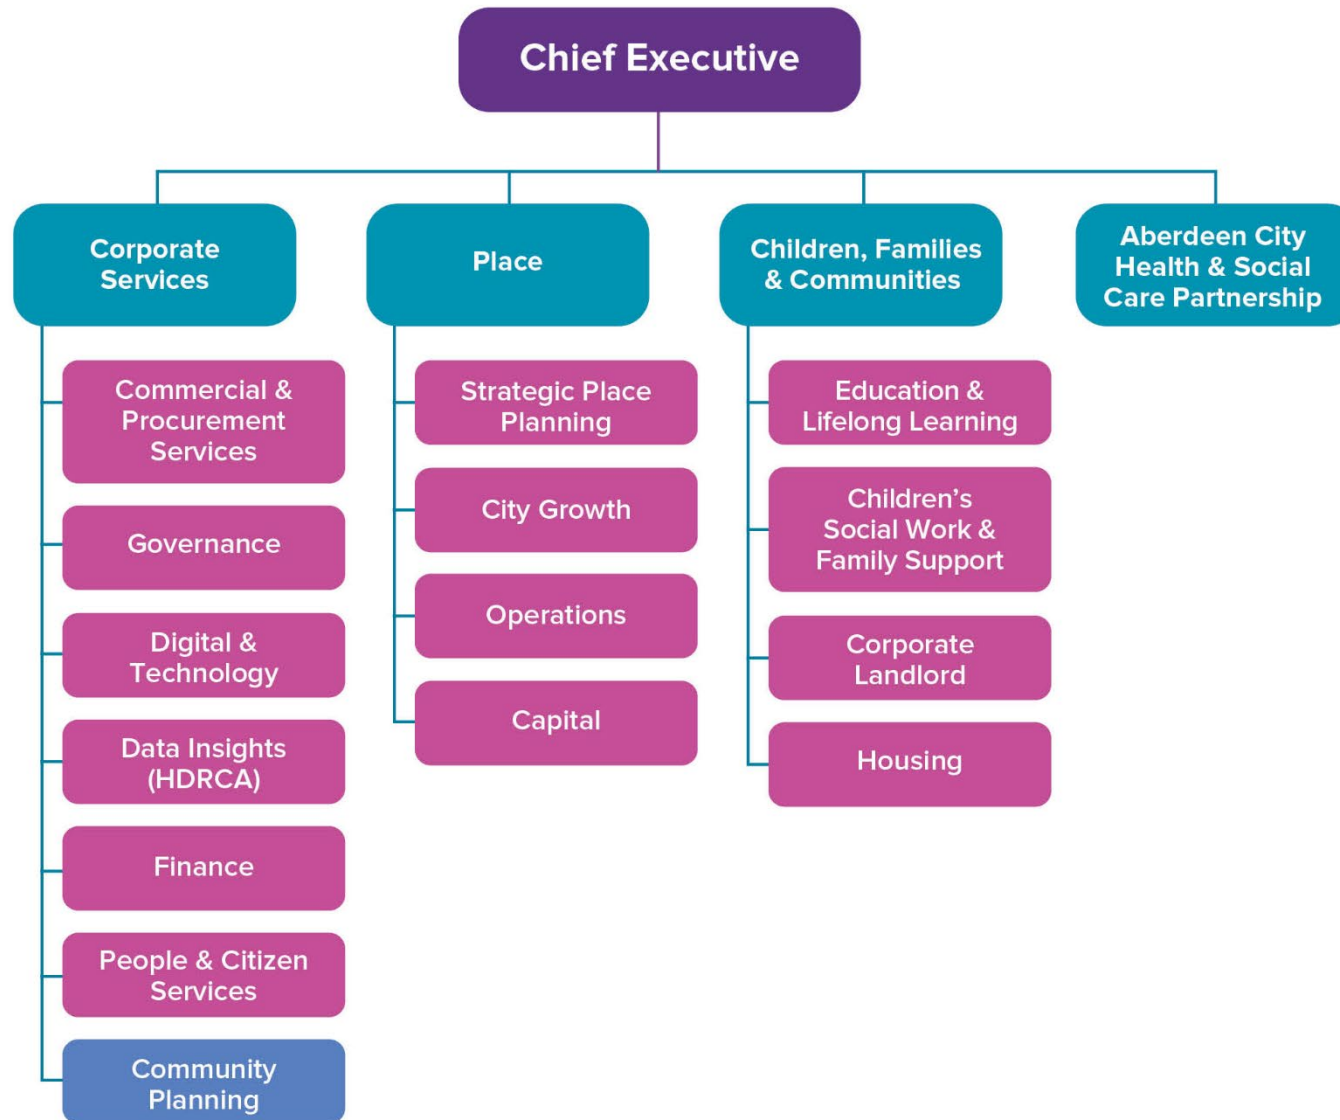 Chief Executive
Corporate
Services
Commercial &
Procurement
Services
Governance
Digital &
Technology
Data Insights
(HDRCA)
Finance
People & Citizen
Services
Community
Planning
Place
Strategic Place
Planning
City Growth
Operations
Capital
Children, Families
& Communities
Education &
Lifelong Learning
Children’s
Social Work &
Family Support
Corporate
Landlord
Housing
Aberdeen City
Health & Social
Care Partnership